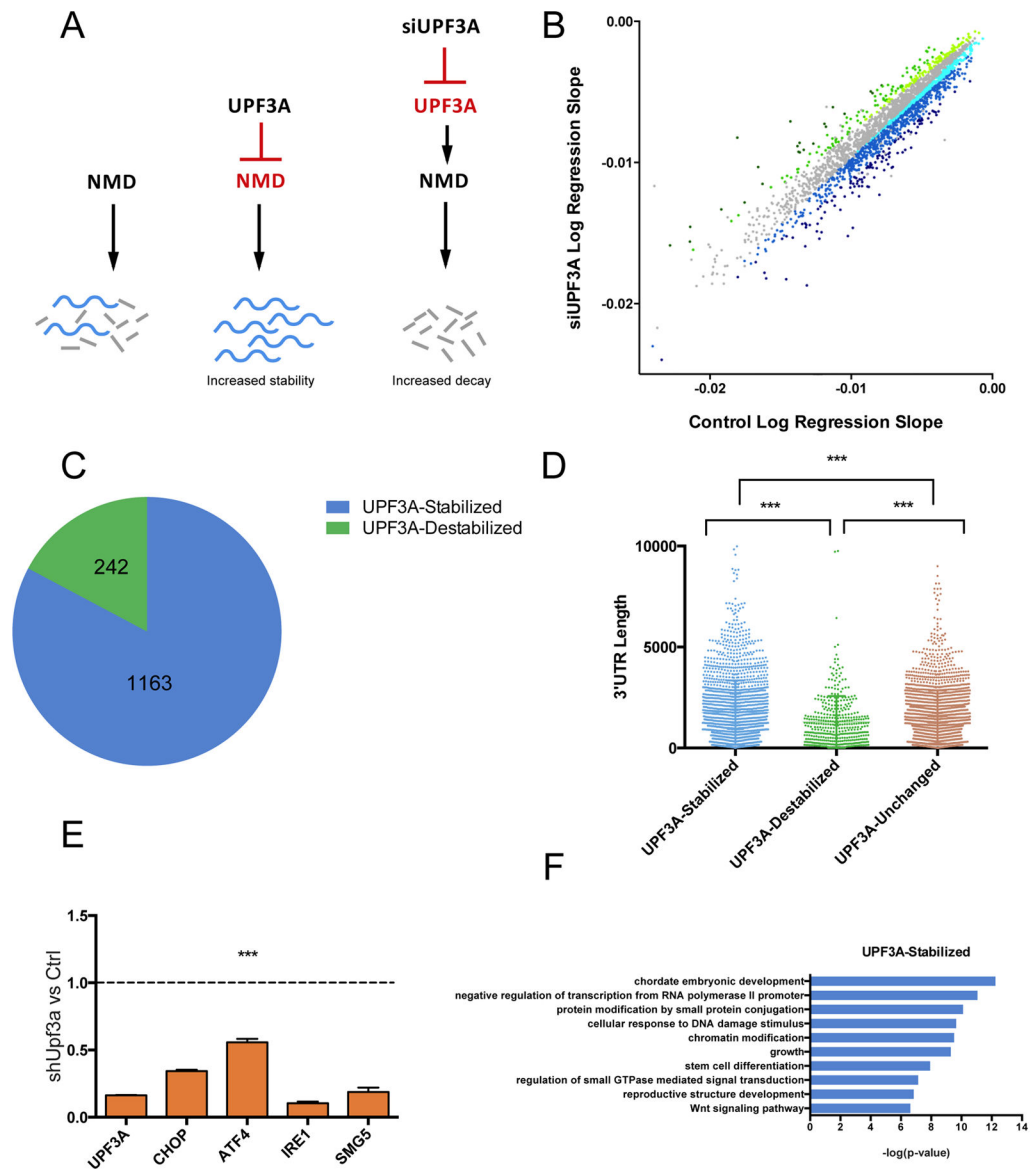 A
siUPF3A
UPF3A
UPF3A
NMD
NMD
NMD
Increased stability
Increased decay
B
0.00
-0.01
-0.02
siUPF3A Log Regression Slope
-0.02
-0.01
0.00
Control Log Regression Slope
C
242
1163
UPF3A-Stabilized
UPF3A-Destabilized
D
***
***
***
10000
5000
0
3'UTR Length
UPF3A-Stabilized
UPF3A-Destabilized
UPF3A-Unchanged
E
1.5
1.0
0.5
0.0
shUpf3a vs Ctrl
***
UPF3A
CHOP
ATF4
IRE1
SMG5
F
UPF3A-Stabilized
chordate embryonic development
negative regulation of transcription from RNA polymerase II promoter
protein modification by small protein conjugation
cellular response to DNA damage stimulus
chromatin modification
growth
stem cell differentiation
regulation of small GTPase mediated signal transduction
reproductive structure development
Wnt signaling pathway
0 2 4 6 8 10 12 14
-log(p-value)